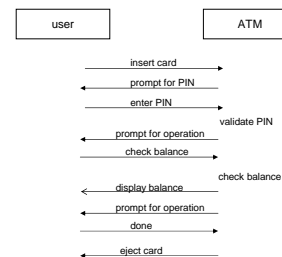 user
ATM
insert card
prompt for PIN
enter PIN
validate PIN
prompt for operation
check balance
check balance
display balance
prompt for operation
done
eject card